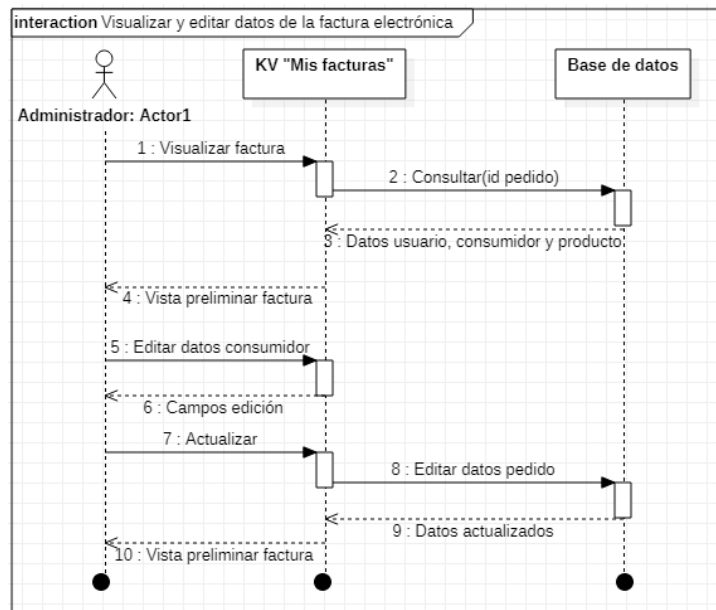 interaction Visualizar y editar datos de la factura electrónica
KV "Mis facturas"
Base de datos
Administrador: Actor1
1 : Visualizar factura
2 : Consultar(id pedido)
3 : Datos usuario, consumidor y producto
4 : Vista preliminar factura
5 : Editar datos consumidor
6 : Campos edición
7 : Actualizar
8 : Editar datos pedido
9 : Datos actualizados
10 : Vista preliminar factura